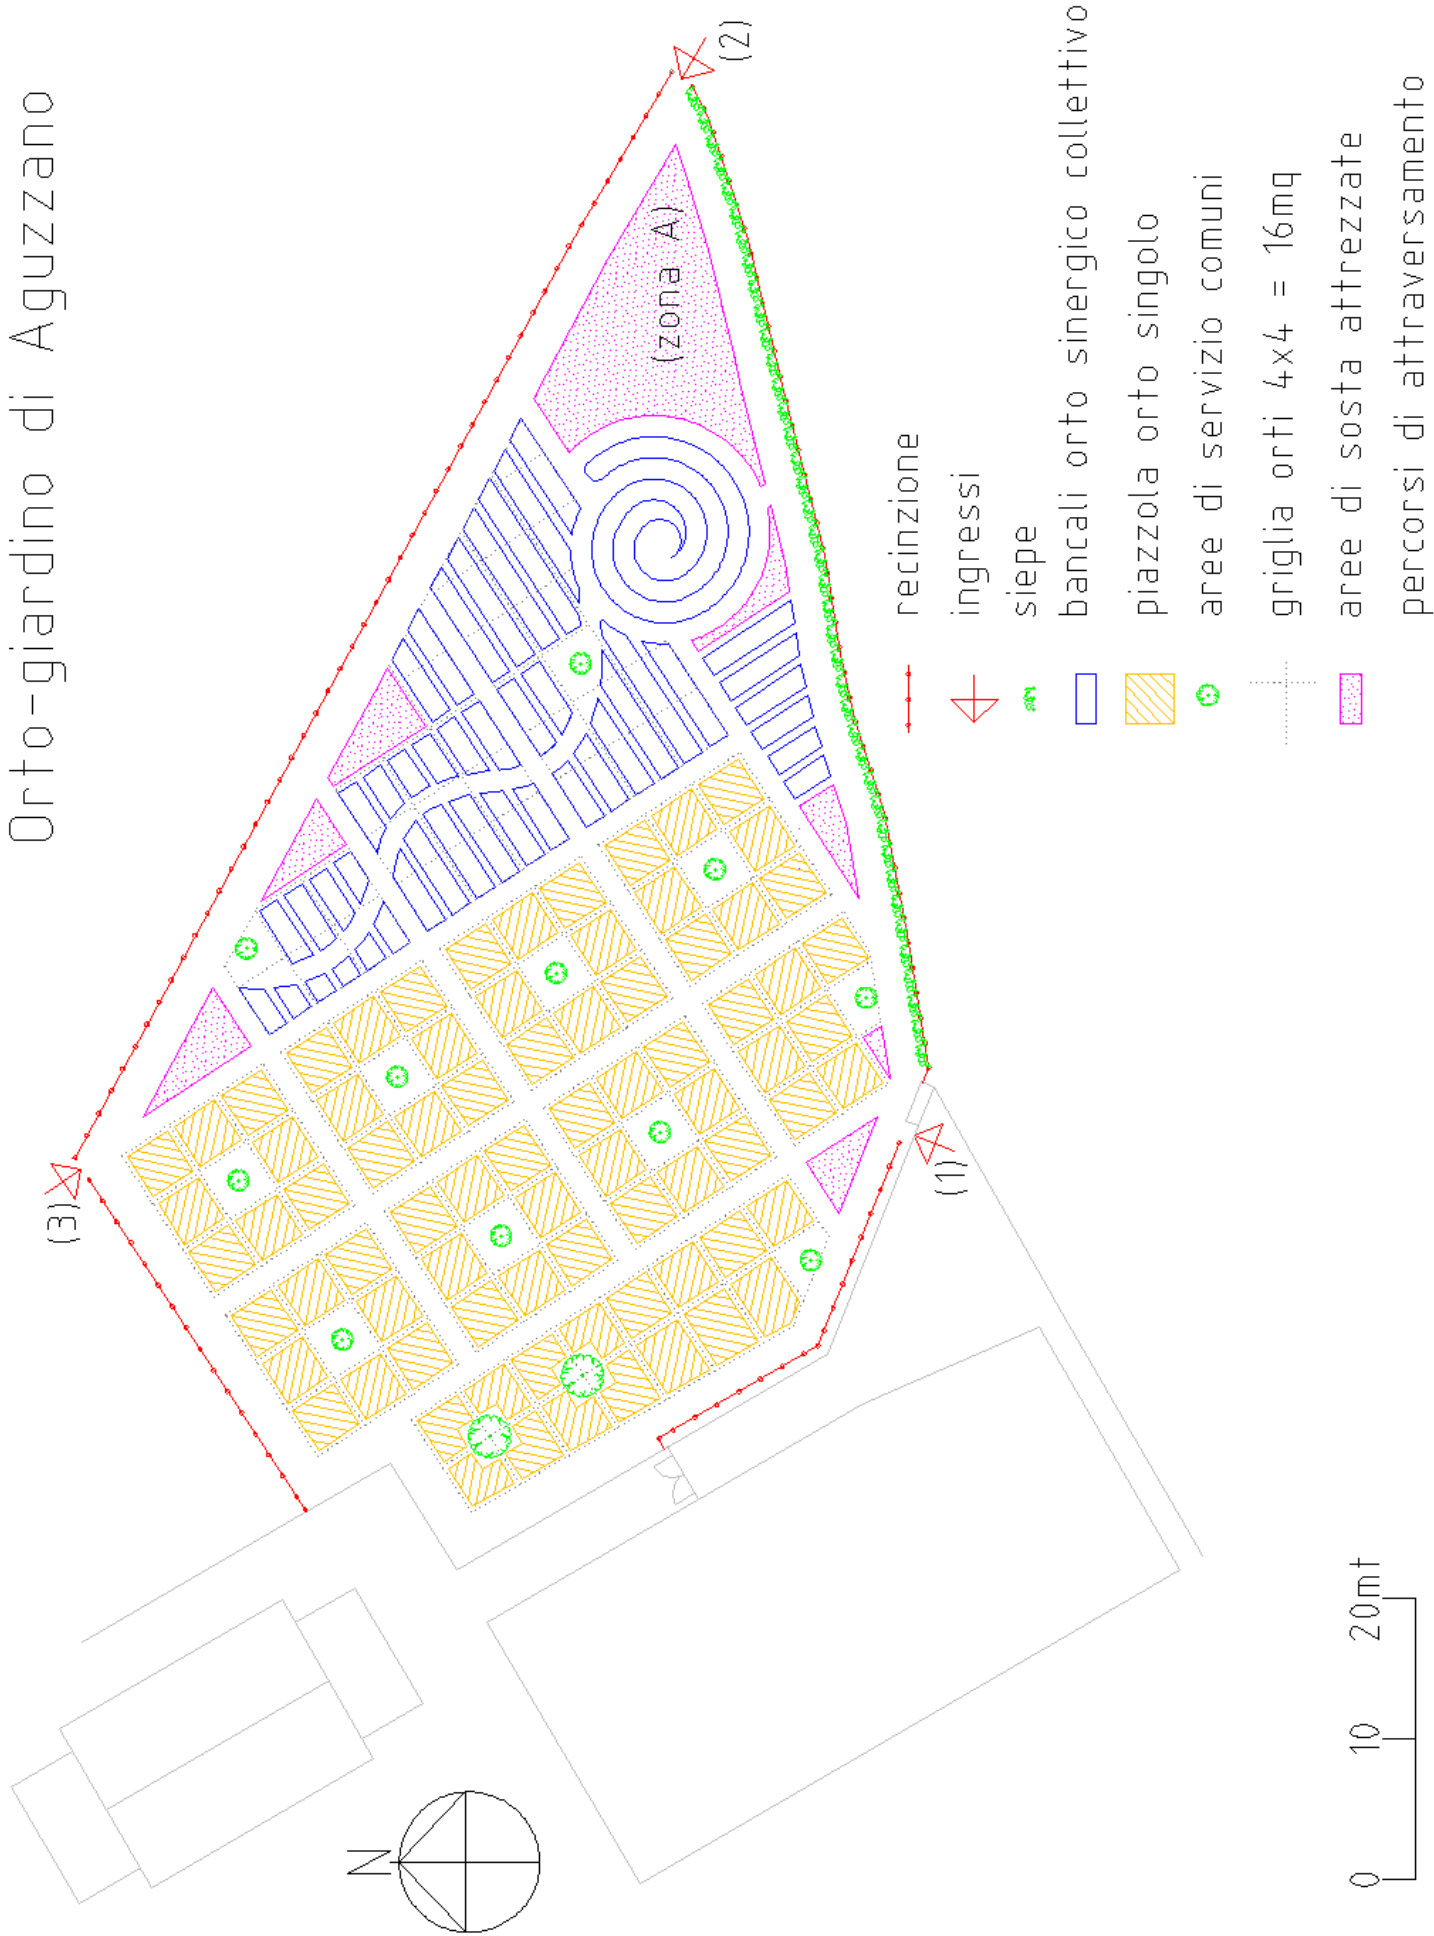 Orto-giardino di Aguzzano
(2)
(zona A)
(3)
(1)
recinzione
ingressi
siepe
bancali orto sinergico collettivo
piazzola orto singolo
aree di servizio comuni
griglia orti 4x4 = 16mq
aree di sosta attrezzate
percorsi di attraversamento
N
0 10 20mt